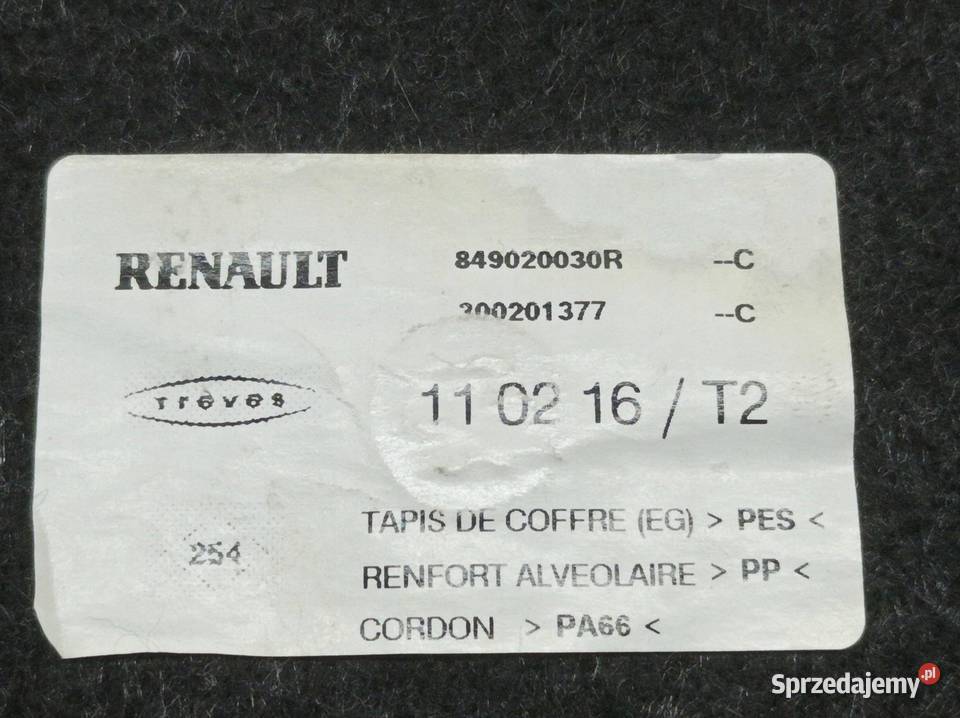 RENAULT 849020030R --C
300201377 --C
Trèves 11 02 16 / T2
TAPIS DE COFFRE (EG) > PES <
254
RENFORT ALVEOLAIRE > PP <
CORDON > PA66 <
Sprzedajemy.pl